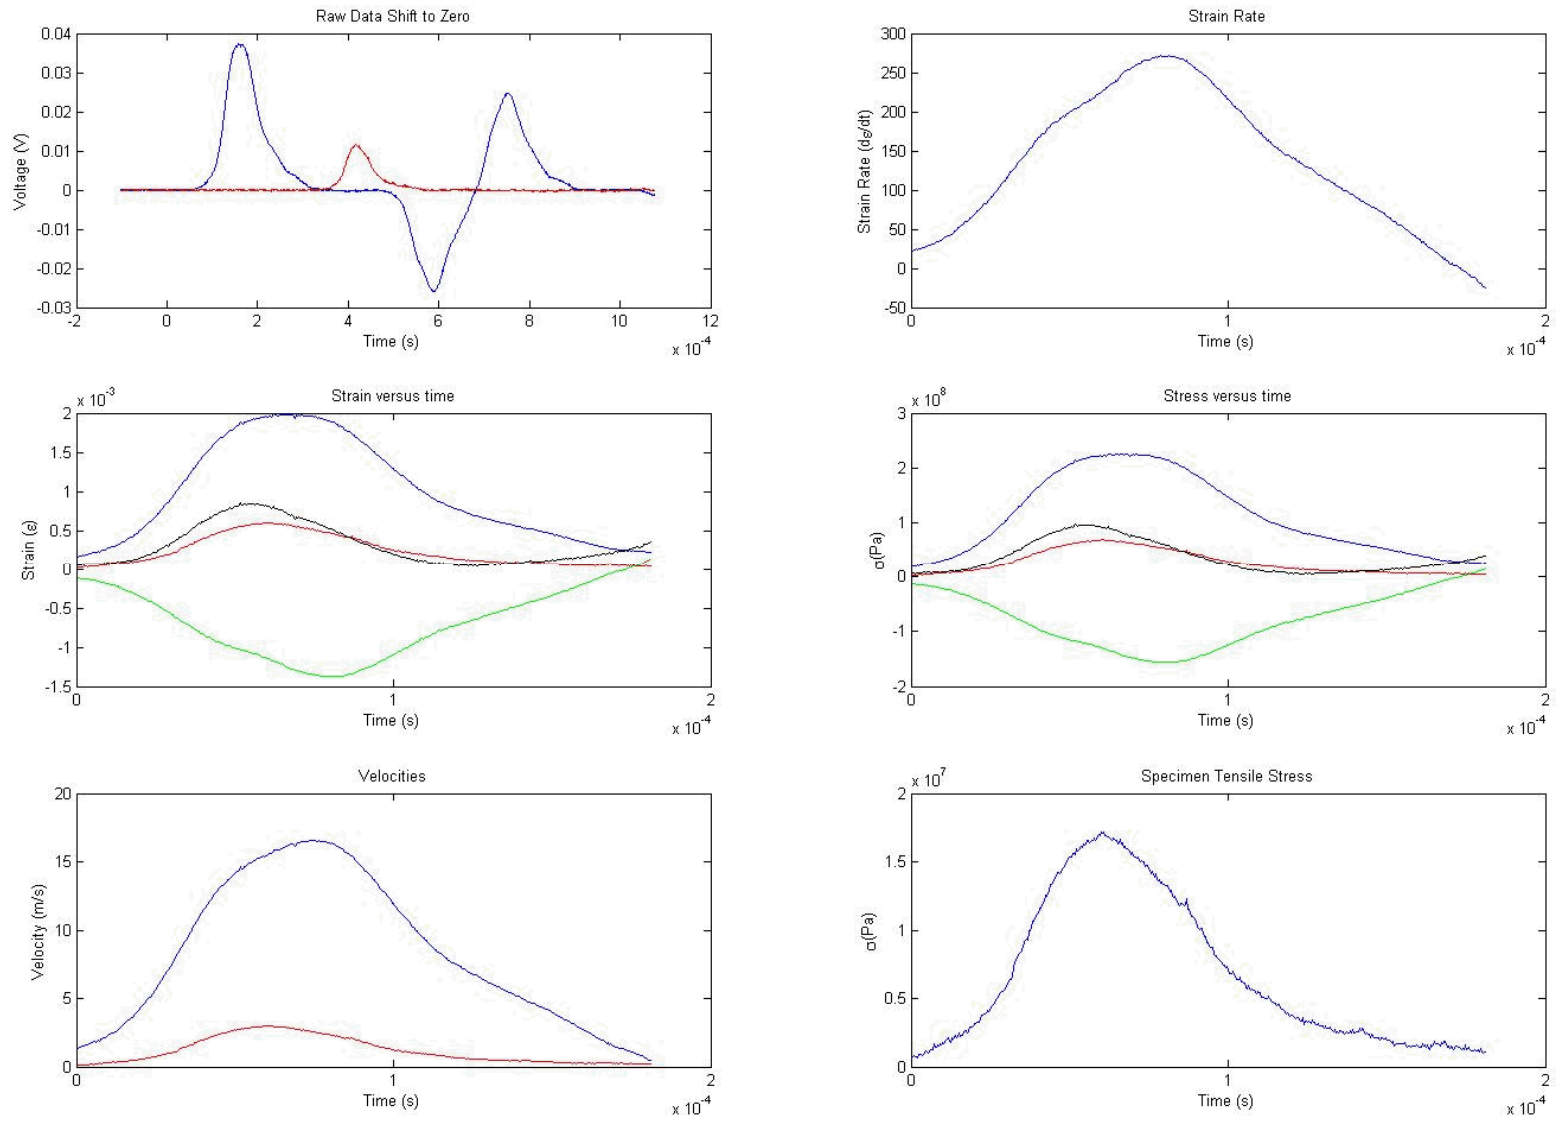 Raw Data Shift to Zero
0.04
0.03
0.02
0.01
0
-0.01
-0.02
-0.03
Voltage (V)
-2 0 2 4 6 8 10 12
Time (s)
x 10^-4
Strain Rate
300
250
200
150
100
50
0
-50
Strain Rate (dε/dt)
0 1 2
Time (s)
x 10^-4
Strain versus time
x 10^-3
2
1.5
1
0.5
0
-0.5
-1
-1.5
Strain (ε)
0 1 2
Time (s)
x 10^-4
Stress versus time
x 10^8
3
2
1
0
-1
-2
σ(Pa)
0 1 2
Time (s)
x 10^-4
Velocities
20
15
10
5
0
Velocity (m/s)
0 1 2
Time (s)
x 10^-4
Specimen Tensile Stress
x 10^7
2
1.5
1
0.5
0
σ(Pa)
0 1 2
Time (s)
x 10^-4